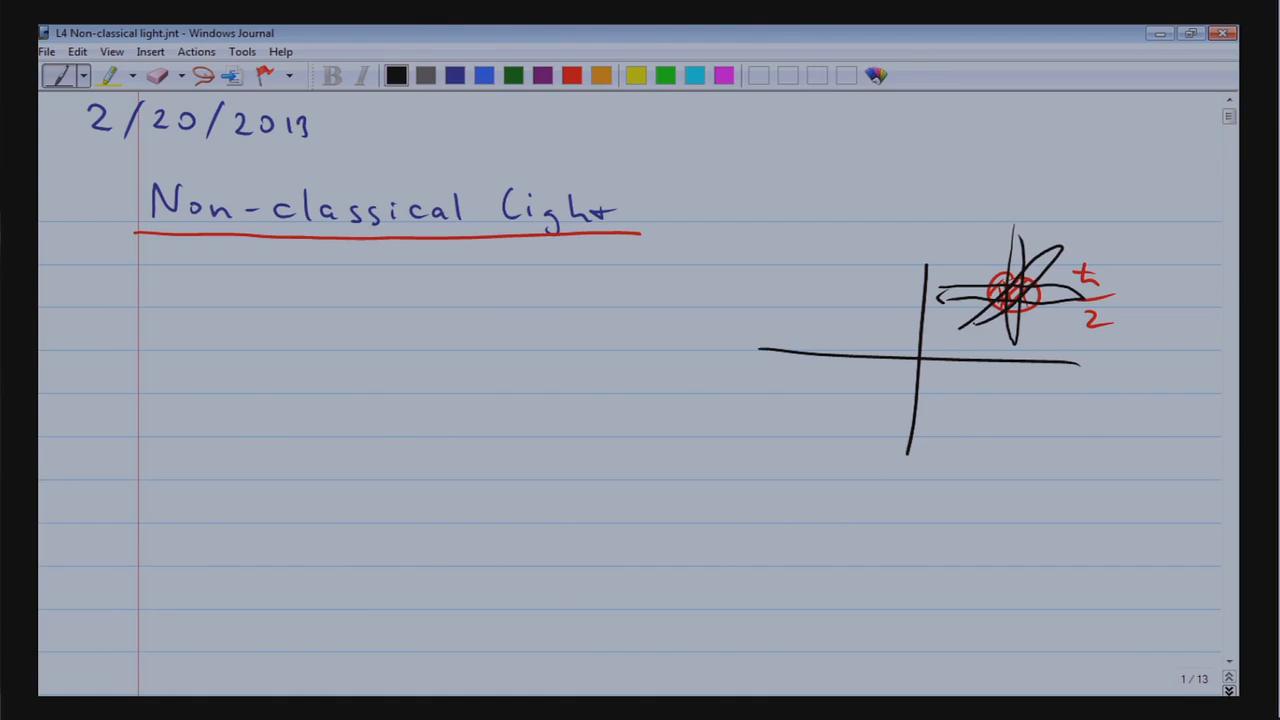 L4 Non-classical light.jnt - Windows Journal
File Edit View Insert Actions Tools Help
B I
2/20/2013
Non-classical Light
ħ
2
1 / 13